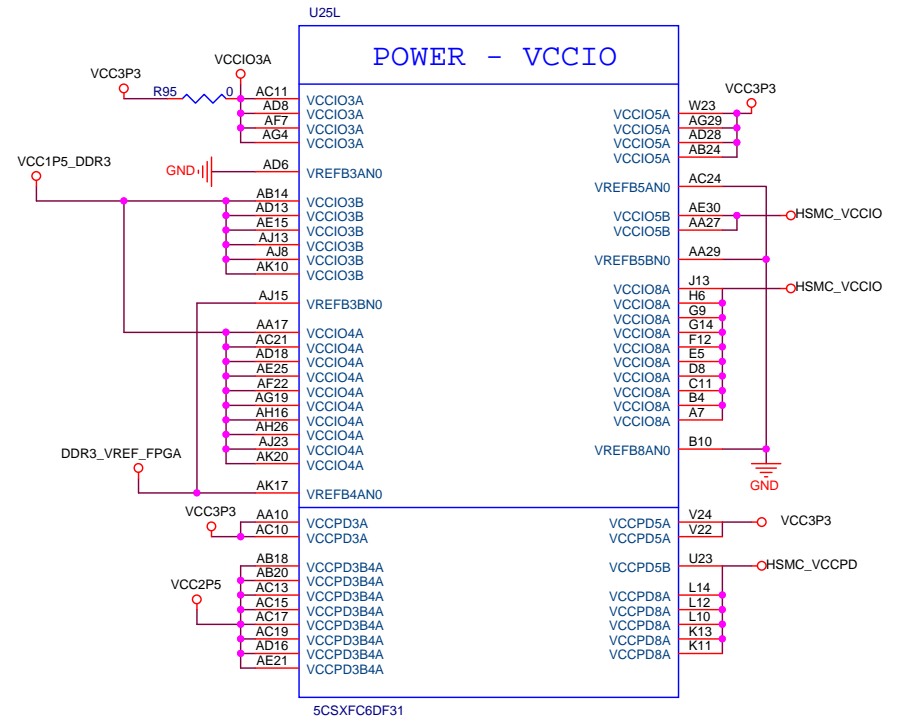 U25L
POWER - VCCIO
VCC3P3
R95
0
VCCIO3A
AC11 VCCIO3A
AD8 VCCIO3A
AF7 VCCIO3A
AG4 VCCIO3A
GND
AD6 VREFB3AN0
VCC1P5_DDR3
AB14 VCCIO3B
AD13 VCCIO3B
AE15 VCCIO3B
AJ13 VCCIO3B
AJ8 VCCIO3B
AK10 VCCIO3B
AJ15 VREFB3BN0
AA17 VCCIO4A
AC21 VCCIO4A
AD18 VCCIO4A
AE25 VCCIO4A
AF22 VCCIO4A
AG19 VCCIO4A
AH16 VCCIO4A
AH26 VCCIO4A
AJ23 VCCIO4A
AK20 VCCIO4A
DDR3_VREF_FPGA
AK17 VREFB4AN0
VCC3P3
AA10 VCCPD3A
AC10 VCCPD3A
VCC2P5
AB18 VCCPD3B4A
AB20 VCCPD3B4A
AC13 VCCPD3B4A
AC15 VCCPD3B4A
AC17 VCCPD3B4A
AC19 VCCPD3B4A
AD16 VCCPD3B4A
AE21 VCCPD3B4A
VCC3P3
VCCIO5A W23
VCCIO5A AG29
VCCIO5A AD28
VCCIO5A AB24
VREFB5AN0 AC24
VCCIO5B AE30 HSMC_VCCIO
VCCIO5B AA27
VREFB5BN0 AA29
VCCIO8A J13 HSMC_VCCIO
VCCIO8A H6
VCCIO8A G9
VCCIO8A G14
VCCIO8A F12
VCCIO8A E5
VCCIO8A D8
VCCIO8A C11
VCCIO8A B4
VCCIO8A A7
VREFB8AN0 B10
GND
VCCPD5A V24 VCC3P3
VCCPD5A V22
VCCPD5B U23 HSMC_VCCPD
VCCPD8A L14
VCCPD8A L12
VCCPD8A L10
VCCPD8A K13
VCCPD8A K11
5CSXFC6DF31